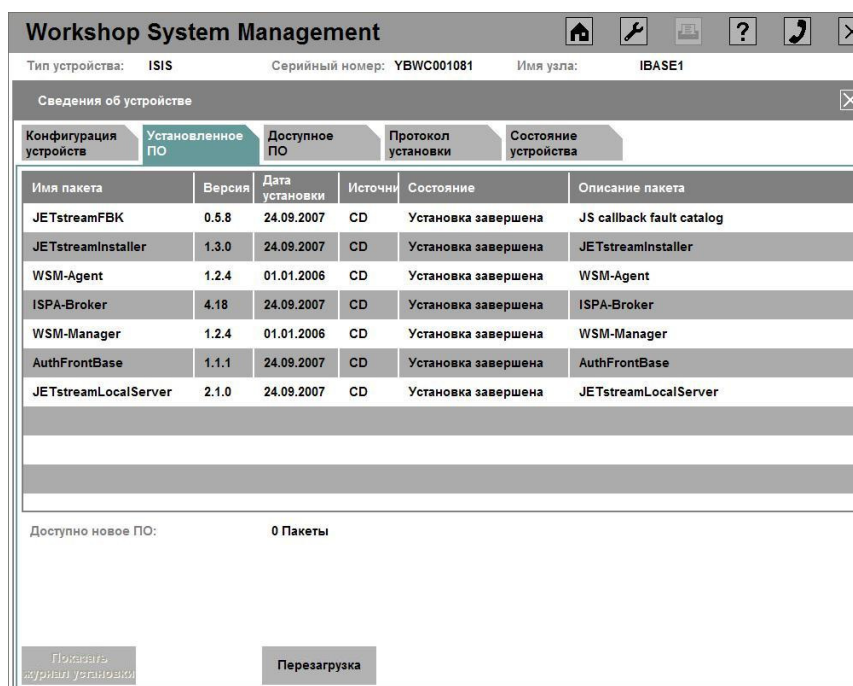 Workshop System Management
Тип устройства: ISIS Серийный номер: YBWC001081 Имя узла: IBASE1
Сведения об устройстве
Конфигурация устройств
Установленное ПО
Доступное ПО
Протокол установки
Состояние устройства
Имя пакета Версия Дата установки Источни Состояние Описание пакета
JETstreamFBK 0.5.8 24.09.2007 CD Установка завершена JS callback fault catalog
JETstreamInstaller 1.3.0 24.09.2007 CD Установка завершена JETstreamInstaller
WSM-Agent 1.2.4 01.01.2006 CD Установка завершена WSM-Agent
ISPA-Broker 4.18 24.09.2007 CD Установка завершена ISPA-Broker
WSM-Manager 1.2.4 01.01.2006 CD Установка завершена WSM-Manager
AuthFrontBase 1.1.1 24.09.2007 CD Установка завершена AuthFrontBase
JETstreamLocalServer 2.1.0 24.09.2007 CD Установка завершена JETstreamLocalServer
Доступно новое ПО: 0 Пакеты
Показать журнал установки
Перезагрузка